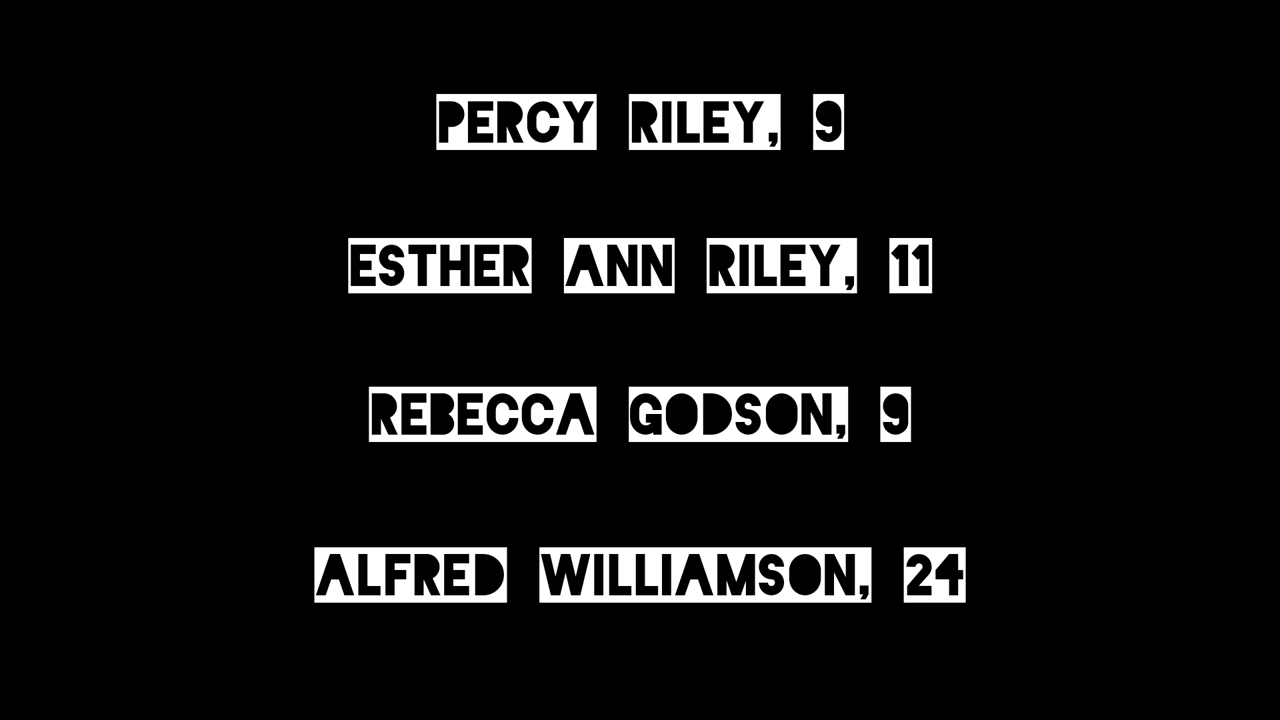 PERCY RILEY, 9
ESTHER ANN RILEY, 11
REBECCA GODSON, 9
ALFRED WILLIAMSON, 24